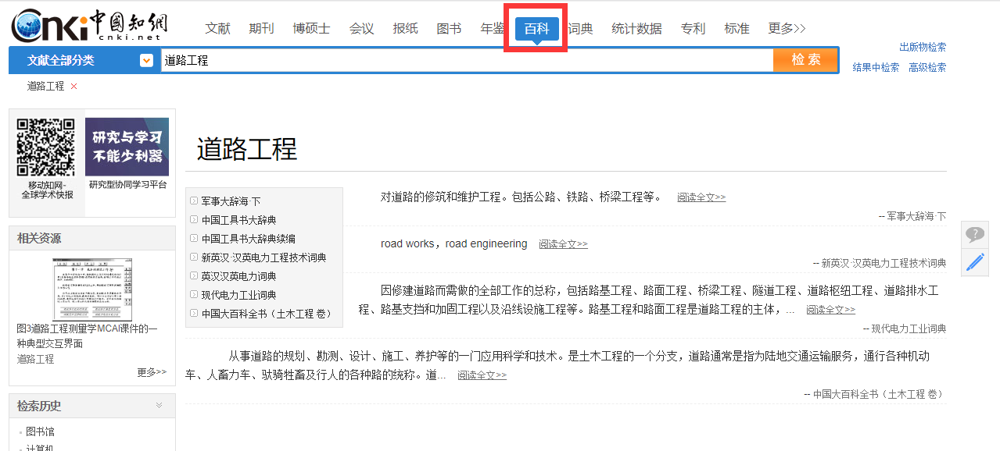 Cnki中国知网
cnki.net
文献 期刊 博硕士 会议 报纸 图书 年鉴 百科 词典 统计数据 专利 标准 更多>>
出版物检索
文献全部分类 道路工程 检索 结果中检索 高级检索
道路工程 ×
研究与学习
不能少利器
移动知网-
全球学术快报
研究型协同学习平台
道路工程
军事大辞海·下
中国工具书大辞典
中国工具书大辞典续编
新英汉·汉英电力工程技术词典
英汉汉英电力词典
现代电力工业词典
中国大百科全书（土木工程 卷）
对道路的修筑和维护工程。包括公路、铁路、桥梁工程等。 阅读全文>>
-- 军事大辞海·下
road works，road engineering 阅读全文>>
-- 新英汉·汉英电力工程技术词典
因修建道路而需做的全部工作的总称，包括路基工程、路面工程、桥梁工程、隧道工程、道路枢纽工程、道路排水工
程、路基支挡和加固工程以及沿线设施工程等。路基工程和路面工程是道路工程的主体，... 阅读全文>>
-- 现代电力工业词典
从事道路的规划、勘测、设计、施工、养护等的一门应用科学和技术。是土木工程的一个分支，道路通常是指为陆地交通运输服务，通行各种机动
车、人畜力车、驮骑牲畜及行人的各种路的统称。道... 阅读全文>>
-- 中国大百科全书（土木工程 卷）
相关资源
图3道路工程测量学MCAI课件的一
种典型交互界面
道路工程
更多>>
检索历史
图书馆
计算机